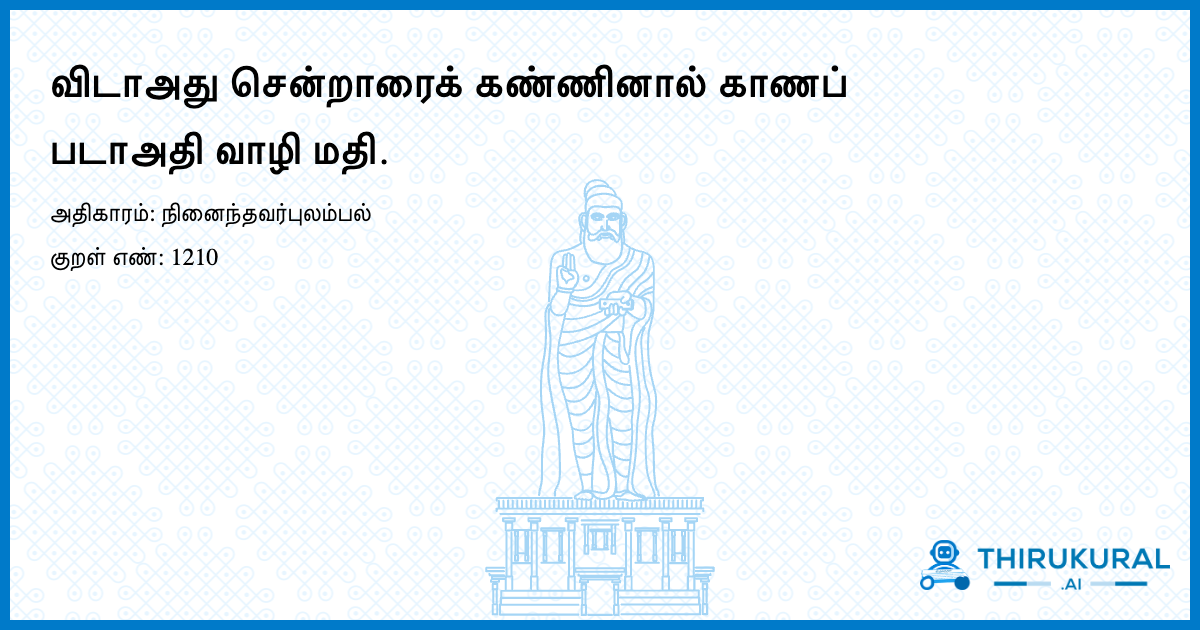 விடாஅது சென்றாரைக் கண்ணினால் காணப்
படாஅதி வாழி மதி.
அதிகாரம்: நினைந்தவர்புலம்பல்
குறள் எண்: 1210
THIRUKURAL
.AI